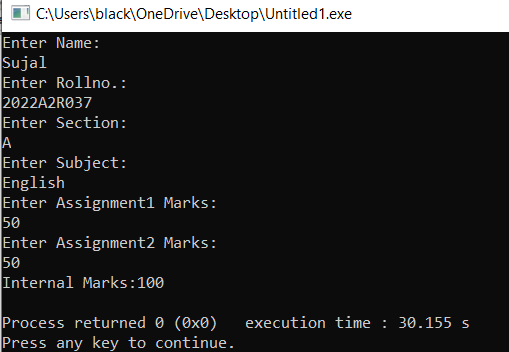 C:\Users\black\OneDrive\Desktop\Untitled1.exe
Enter Name:
Sujal
Enter Rollno.:
2022A2R037
Enter Section:
A
Enter Subject:
English
Enter Assignment1 Marks:
50
Enter Assignment2 Marks:
50
Internal Marks:100
Process returned 0 (0x0)   execution time : 30.155 s
Press any key to continue.